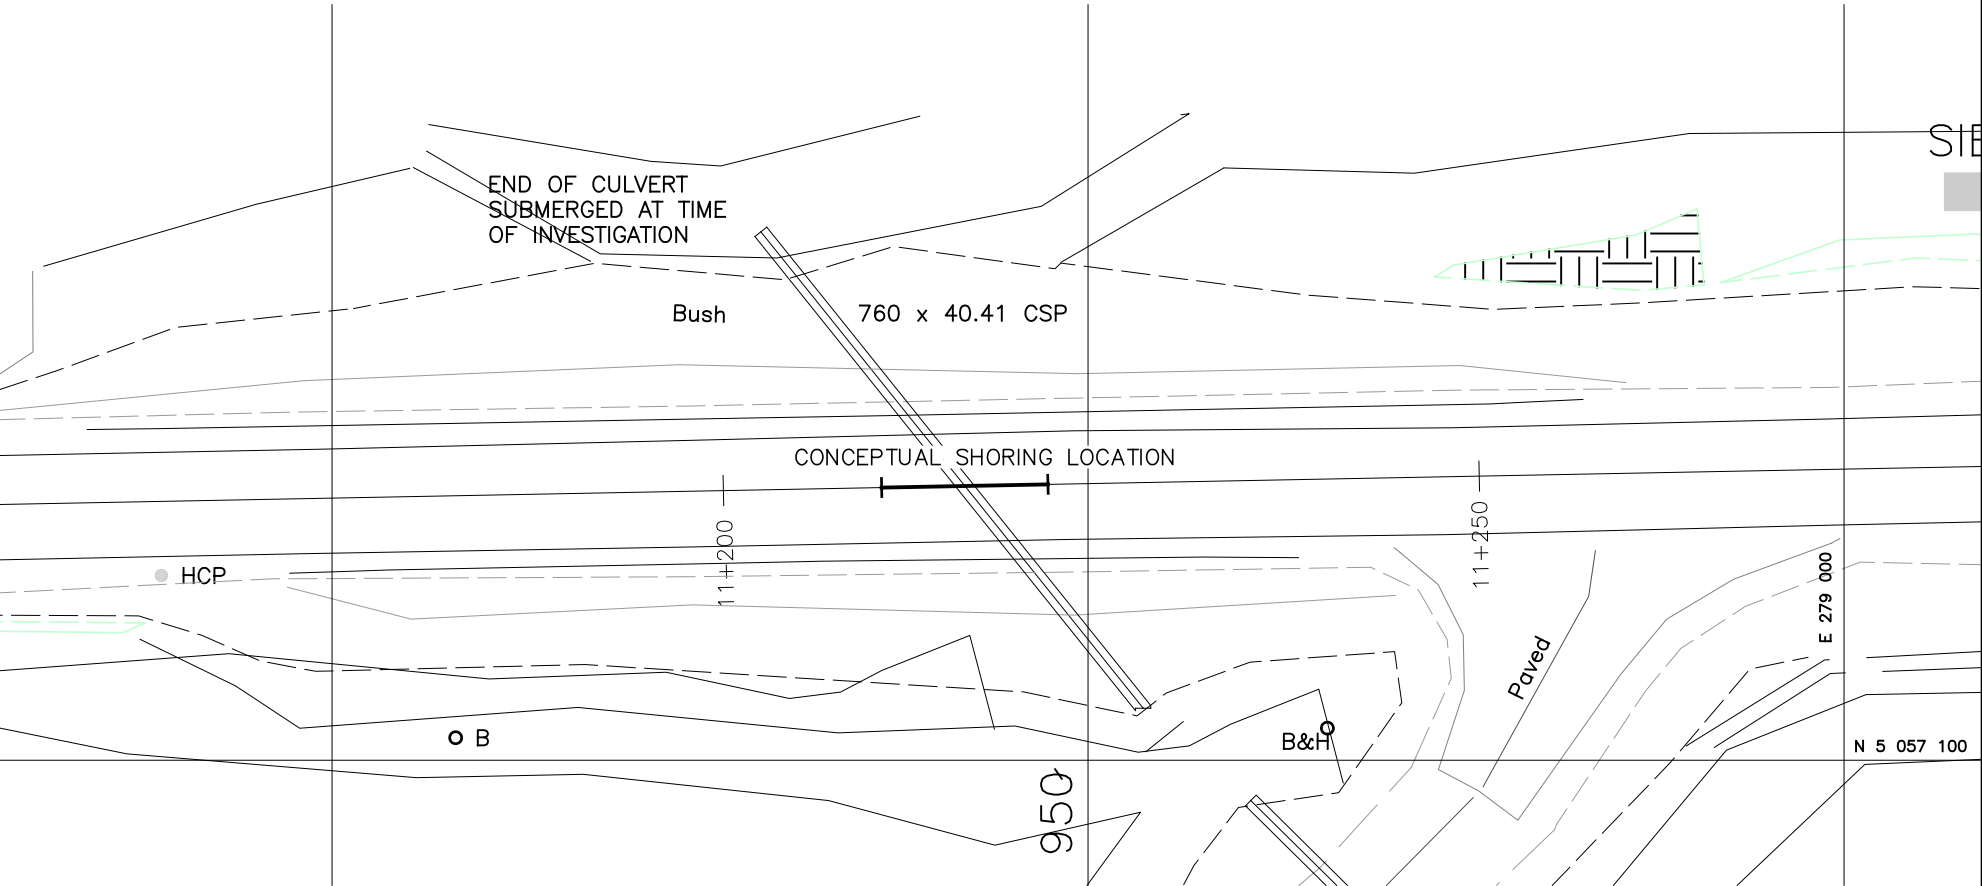 SIE
END OF CULVERT
SUBMERGED AT TIME
OF INVESTIGATION
Bush
760 x 40.41 CSP
CONCEPTUAL SHORING LOCATION
11+200
11+250
HCP
E 279 000
Paved
B
B&H
N 5 057 100
950